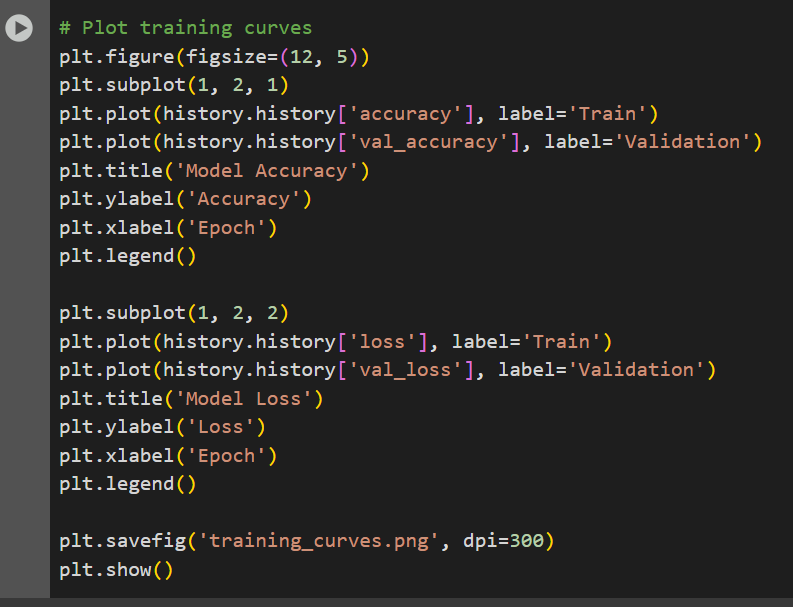 # Plot training curves
plt.figure(figsize=(12, 5))
plt.subplot(1, 2, 1)
plt.plot(history.history['accuracy'], label='Train')
plt.plot(history.history['val_accuracy'], label='Validation')
plt.title('Model Accuracy')
plt.ylabel('Accuracy')
plt.xlabel('Epoch')
plt.legend()

plt.subplot(1, 2, 2)
plt.plot(history.history['loss'], label='Train')
plt.plot(history.history['val_loss'], label='Validation')
plt.title('Model Loss')
plt.ylabel('Loss')
plt.xlabel('Epoch')
plt.legend()

plt.savefig('training_curves.png', dpi=300)
plt.show()